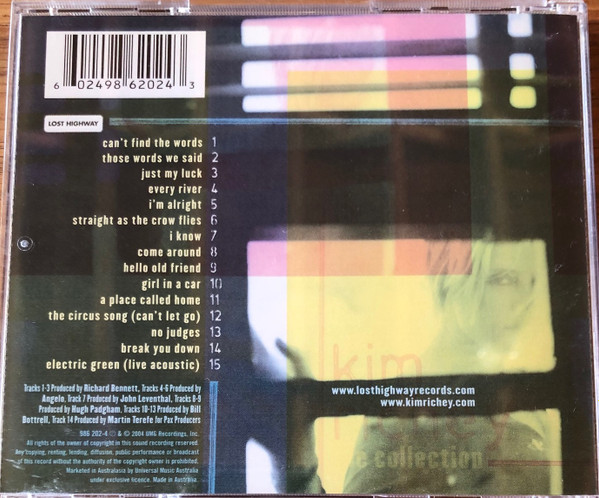 6 02498 62024 3
LOST HIGHWAY
can't find the words 1
those words we said 2
just my luck 3
every river 4
i'm alright 5
straight as the crow flies 6
i know 7
come around 8
hello old friend 9
girl in a car 10
a place called home 11
the circus song (can't let go) 12
no judges 13
break you down 14
electric green (live acoustic) 15
kim
www.losthighwayrecords.com
www.kimrichey.com
richey
a collection
Tracks 1-3 Produced by Richard Bennett, Tracks 4-6 Produced by
Angelo, Track 7 Produced by John Leventhal, Tracks 8-9
Produced by Hugh Padgham, Tracks 10-13 Produced by Bill
Bottrell, Track 14 Produced by Martin Terefe for Pax Producers
986 202-4 ℗ & © 2004 UMG Recordings, Inc.
All rights of the owner of copyright in this sound recording reserved.
Any copying, renting, lending, diffusion, public performance or broadcast
of this record without the authority of the copyright owner is prohibited.
Marketed in Australasia by Universal Music Australia
under exclusive licence. Made in Australia.